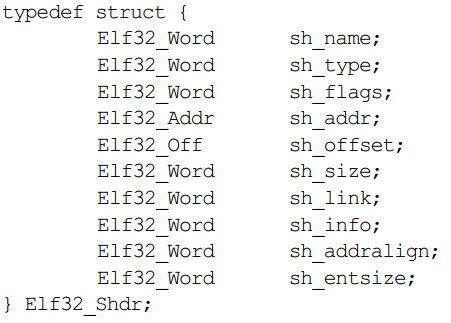 typedef struct {
Elf32_Word sh_name;
Elf32_Word sh_type;
Elf32_Word sh_flags;
Elf32_Addr sh_addr;
Elf32_Off sh_offset;
Elf32_Word sh_size;
Elf32_Word sh_link;
Elf32_Word sh_info;
Elf32_Word sh_addralign;
Elf32_Word sh_entsize;
} Elf32_Shdr;